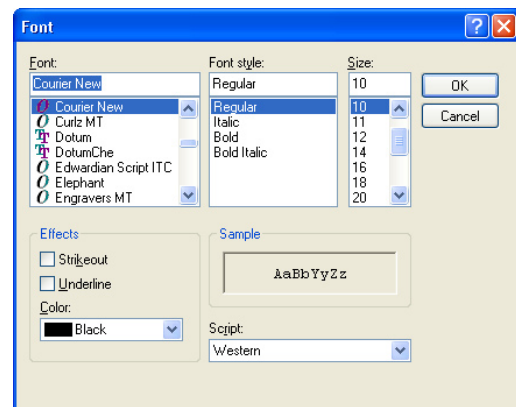 Font
Font: Font style: Size:
Courier New Regular 10 OK
Courier New Regular 10 Cancel
Curlz MT Italic 11
Dotum Bold 12
DotumChe Bold Italic 14
Edwardian Script ITC 16
Elephant 18
Engravers MT 20
Effects Sample
Strikeout AaBbYyZz
Underline
Color:
Black Script:
Western